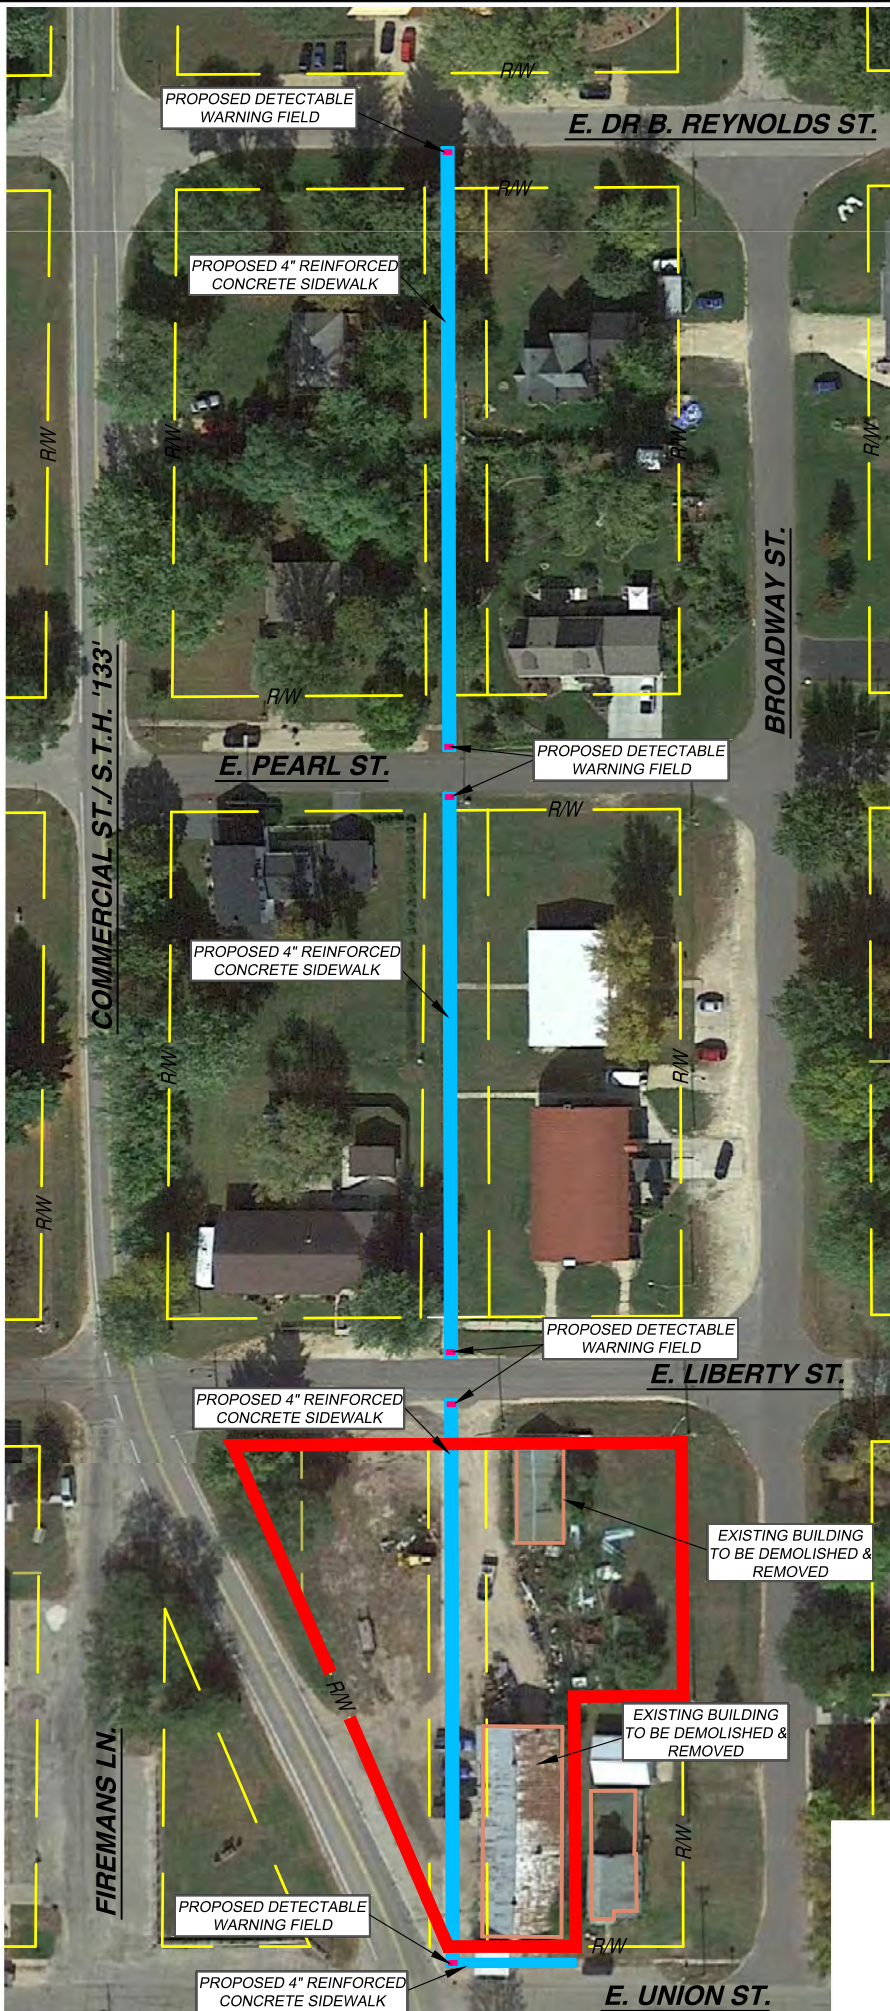 R/W
PROPOSED DETECTABLE
WARNING FIELD
E. DR B. REYNOLDS ST.
R/W
PROPOSED 4" REINFORCED
CONCRETE SIDEWALK
R/W
R/W
R/W
R/W
BROADWAY ST.
COMMERCIAL ST./ S.T.H. '133'
R/W
E. PEARL ST.
PROPOSED DETECTABLE
WARNING FIELD
R/W
PROPOSED 4" REINFORCED
CONCRETE SIDEWALK
R/W
R/W
R/W
PROPOSED DETECTABLE
WARNING FIELD
E. LIBERTY ST.
PROPOSED 4" REINFORCED
CONCRETE SIDEWALK
EXISTING BUILDING
TO BE DEMOLISHED &
REMOVED
R/W
EXISTING BUILDING
TO BE DEMOLISHED &
REMOVED
FIREMANS LN.
R/W
PROPOSED DETECTABLE
WARNING FIELD
R/W
PROPOSED 4" REINFORCED
CONCRETE SIDEWALK
E. UNION ST.